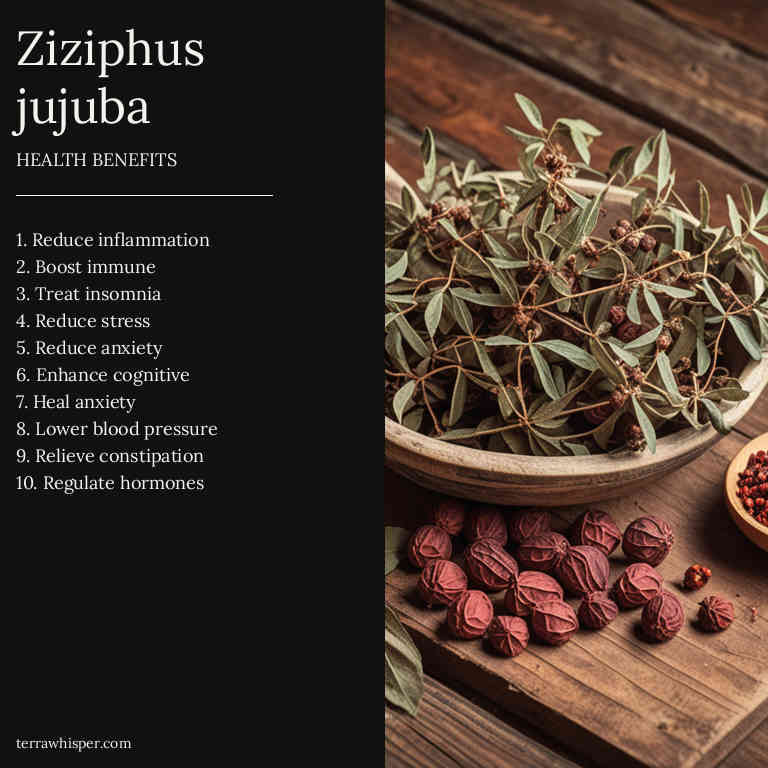 Ziziphus
jujuba
HEALTH BENEFITS
1. Reduce inflammation
2. Boost immune
3. Treat insomnia
4. Reduce stress
5. Reduce anxiety
6. Enhance cognitive
7. Heal anxiety
8. Lower blood pressure
9. Relieve constipation
10. Regulate hormones
terrawhisper.com